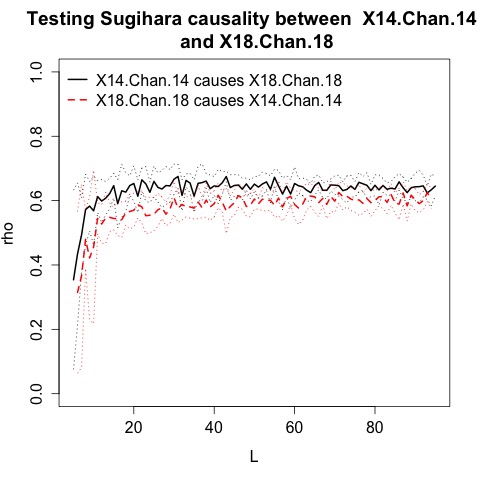 Testing Sugihara causality between X14.Chan.14
and X18.Chan.18
X14.Chan.14 causes X18.Chan.18
X18.Chan.18 causes X14.Chan.14
1.0
0.8
0.6
0.4
0.2
0.0
rho
20
40
60
80
L